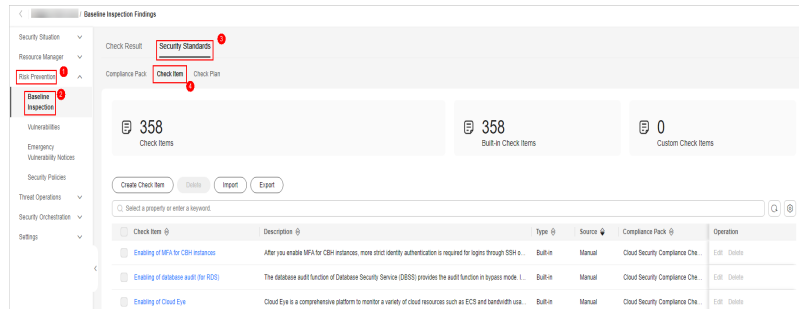 / Baseline Inspection Findings
Security Situation
Resource Manager
Risk Prevention 1
Baseline Inspection 2
Vulnerabilities
Emergency
Vulnerability Notices
Security Policies
Threat Operations
Security Orchestration
Settings
Check Result Security Standards 3
Compliance Pack Check Item Check Plan
4
358
Check Items
358
Built-in Check Items
0
Custom Check Items
Create Check Item Delete Import Export
Select a property or enter a keyword.
Check Item Description Type Source Compliance Pack Operation
Enabling of MFA for CBH instances After you enable MFA for CBH instances, more strict identity authentication is required for logins through SSH o... Built-in Manual Cloud Security Compliance Che... Edit Delete
Enabling of database audit (for RDS) The database audit function of Database Security Service (DBSS) provides the audit function in bypass mode. I... Built-in Manual Cloud Security Compliance Che... Edit Delete
Enabling of Cloud Eye Cloud Eye is a comprehensive platform to monitor a variety of cloud resources such as ECS and bandwidth usa... Built-in Manual Cloud Security Compliance Che... Edit Delete